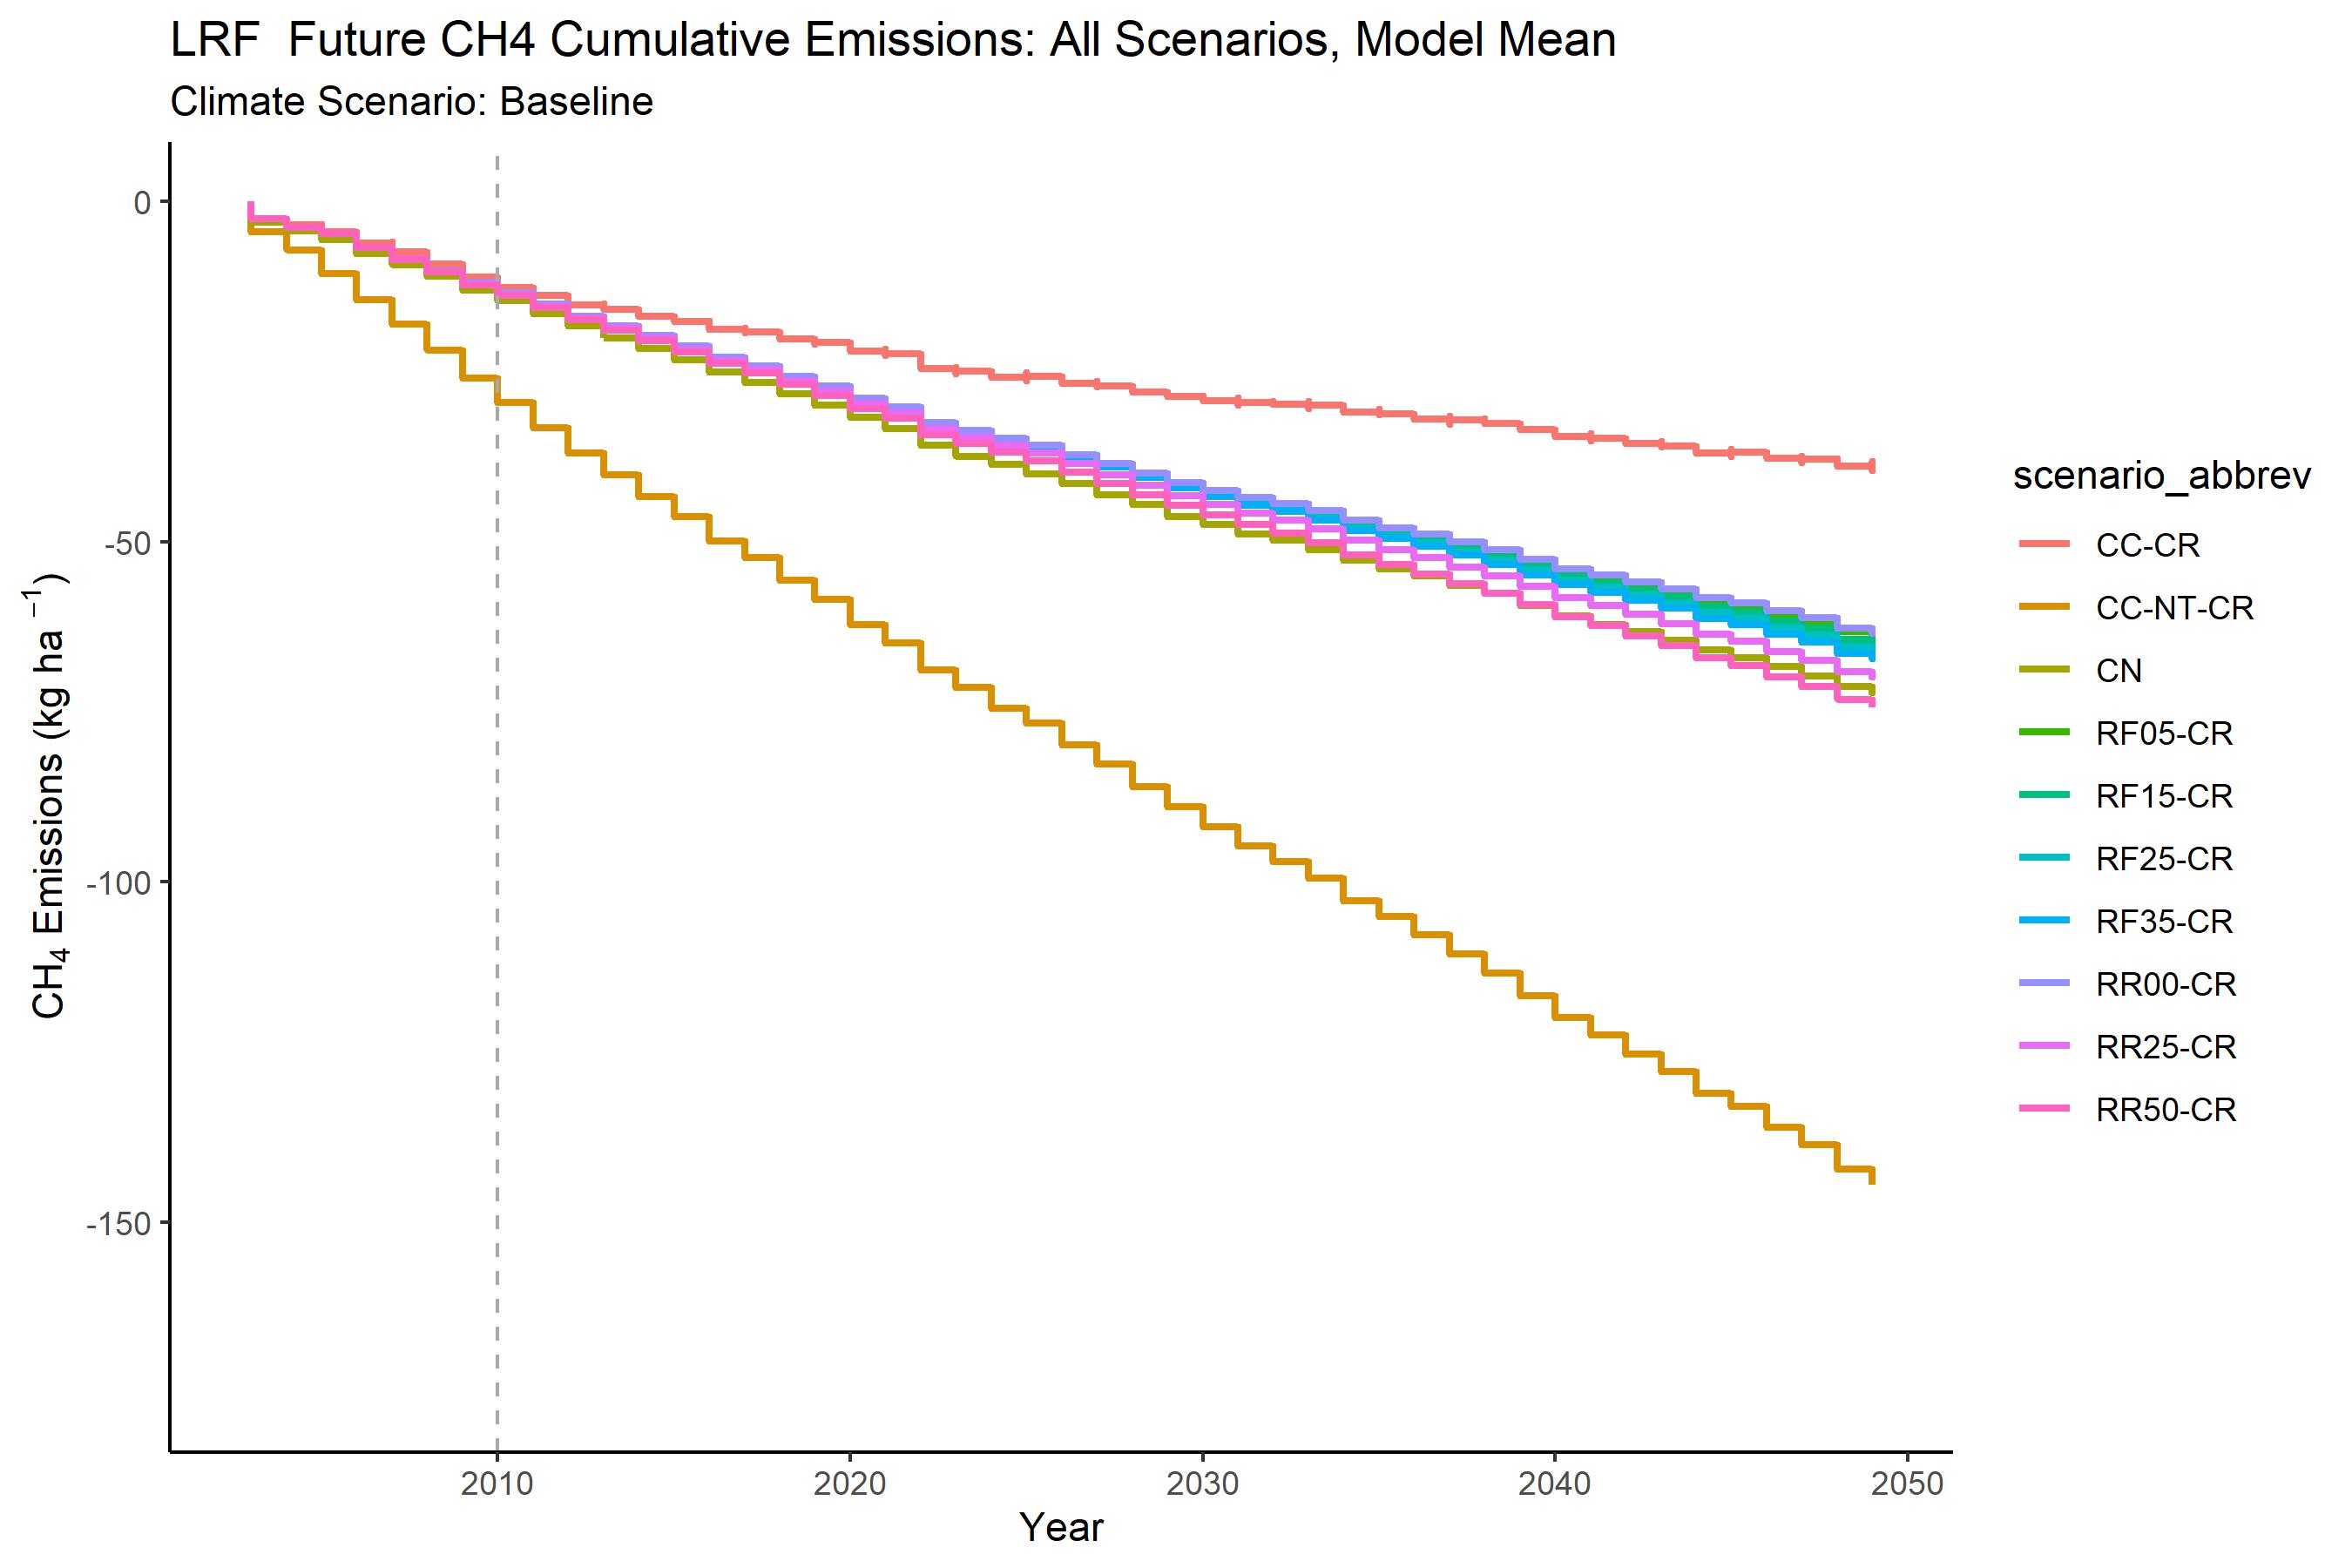 LRF  Future CH4 Cumulative Emissions: All Scenarios, Model Mean
Climate Scenario: Baseline
CH₄ Emissions (kg ha ⁻¹)
0
-50
-100
-150
2010
2020
2030
2040
2050
Year
scenario_abbrev
CC-CR
CC-NT-CR
CN
RF05-CR
RF15-CR
RF25-CR
RF35-CR
RR00-CR
RR25-CR
RR50-CR